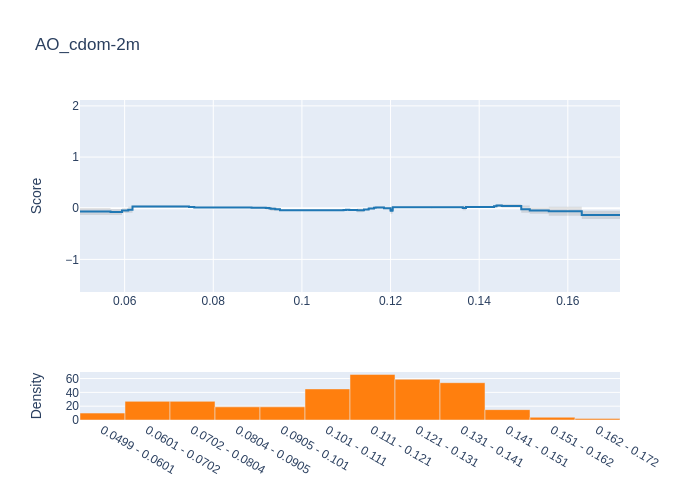 AO_cdom-2m
2
1
0
−1
Score
0.06 0.08 0.1 0.12 0.14 0.16
60
40
20
0
Density
0.0499 - 0.0601
0.0601 - 0.0702
0.0702 - 0.0804
0.0804 - 0.0905
0.0905 - 0.101
0.101 - 0.111
0.111 - 0.121
0.121 - 0.131
0.131 - 0.141
0.141 - 0.151
0.151 - 0.162
0.162 - 0.172